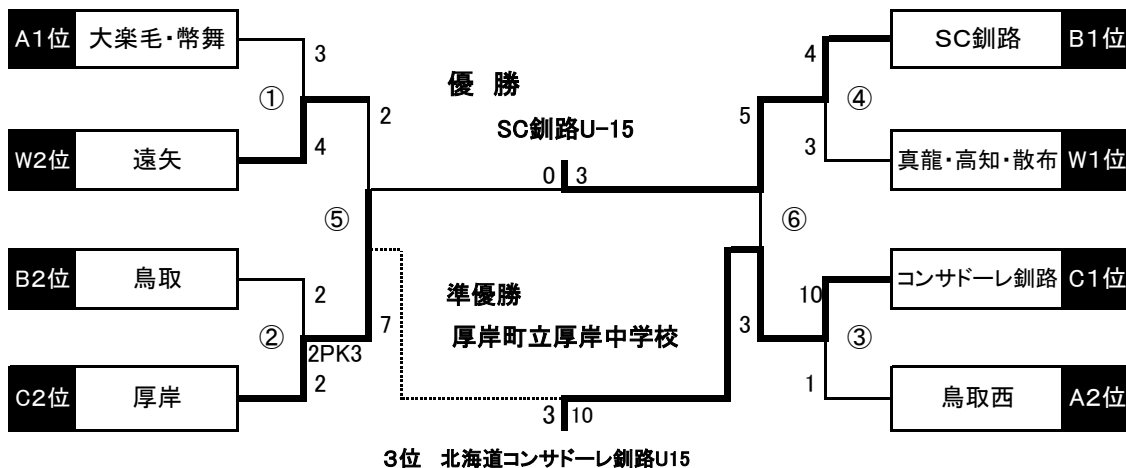 A1位 大楽毛・幣舞
3
①
W2位 遠矢
4
2
⑤
B2位 鳥取
2
②
2PK3
C2位 厚岸
2
7
優 勝
SC釧路U-15
0 3
準優勝
厚岸町立厚岸中学校
3 10
3位 北海道コンサドーレ釧路U15
SC釧路 B1位
4
④
5
3
真龍・高知・散布 W1位
⑥
コンサドーレ釧路 C1位
10
③
3
1
鳥取西 A2位